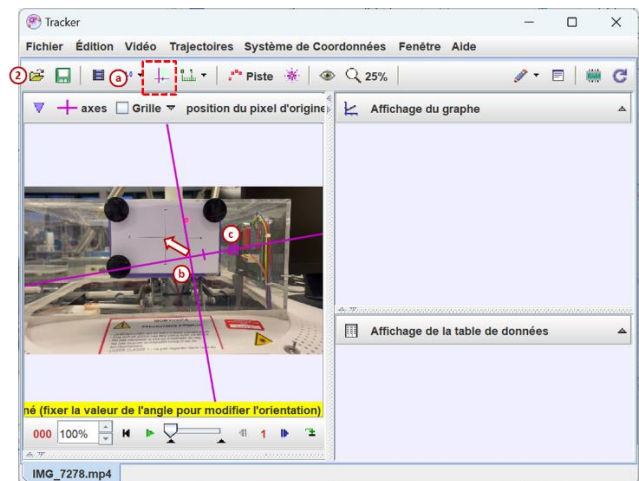 Tracker
Fichier Édition Vidéo Trajectoires Système de Coordonnées Fenêtre Aide
2 a Piste 25%
axes Grille position du pixel d'origine
Affichage du graphe
c
b
Affichage de la table de données
né (fixer la valeur de l'angle pour modifier l'orientation)
000 100% 1
IMG_7278.mp4